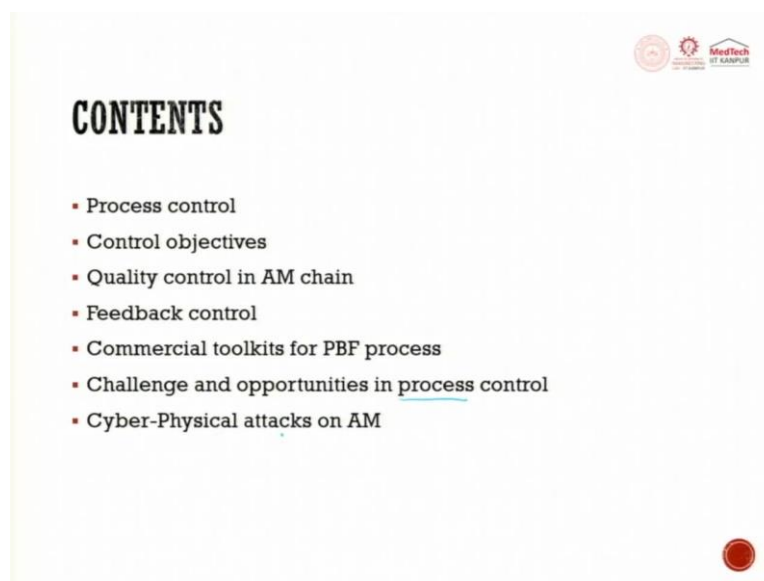 MedTech
IIT KANPUR
CONTENTS
▪ Process control
▪ Control objectives
▪ Quality control in AM chain
▪ Feedback control
▪ Commercial toolkits for PBF process
▪ Challenge and opportunities in process control
▪ Cyber-Physical attacks on AM